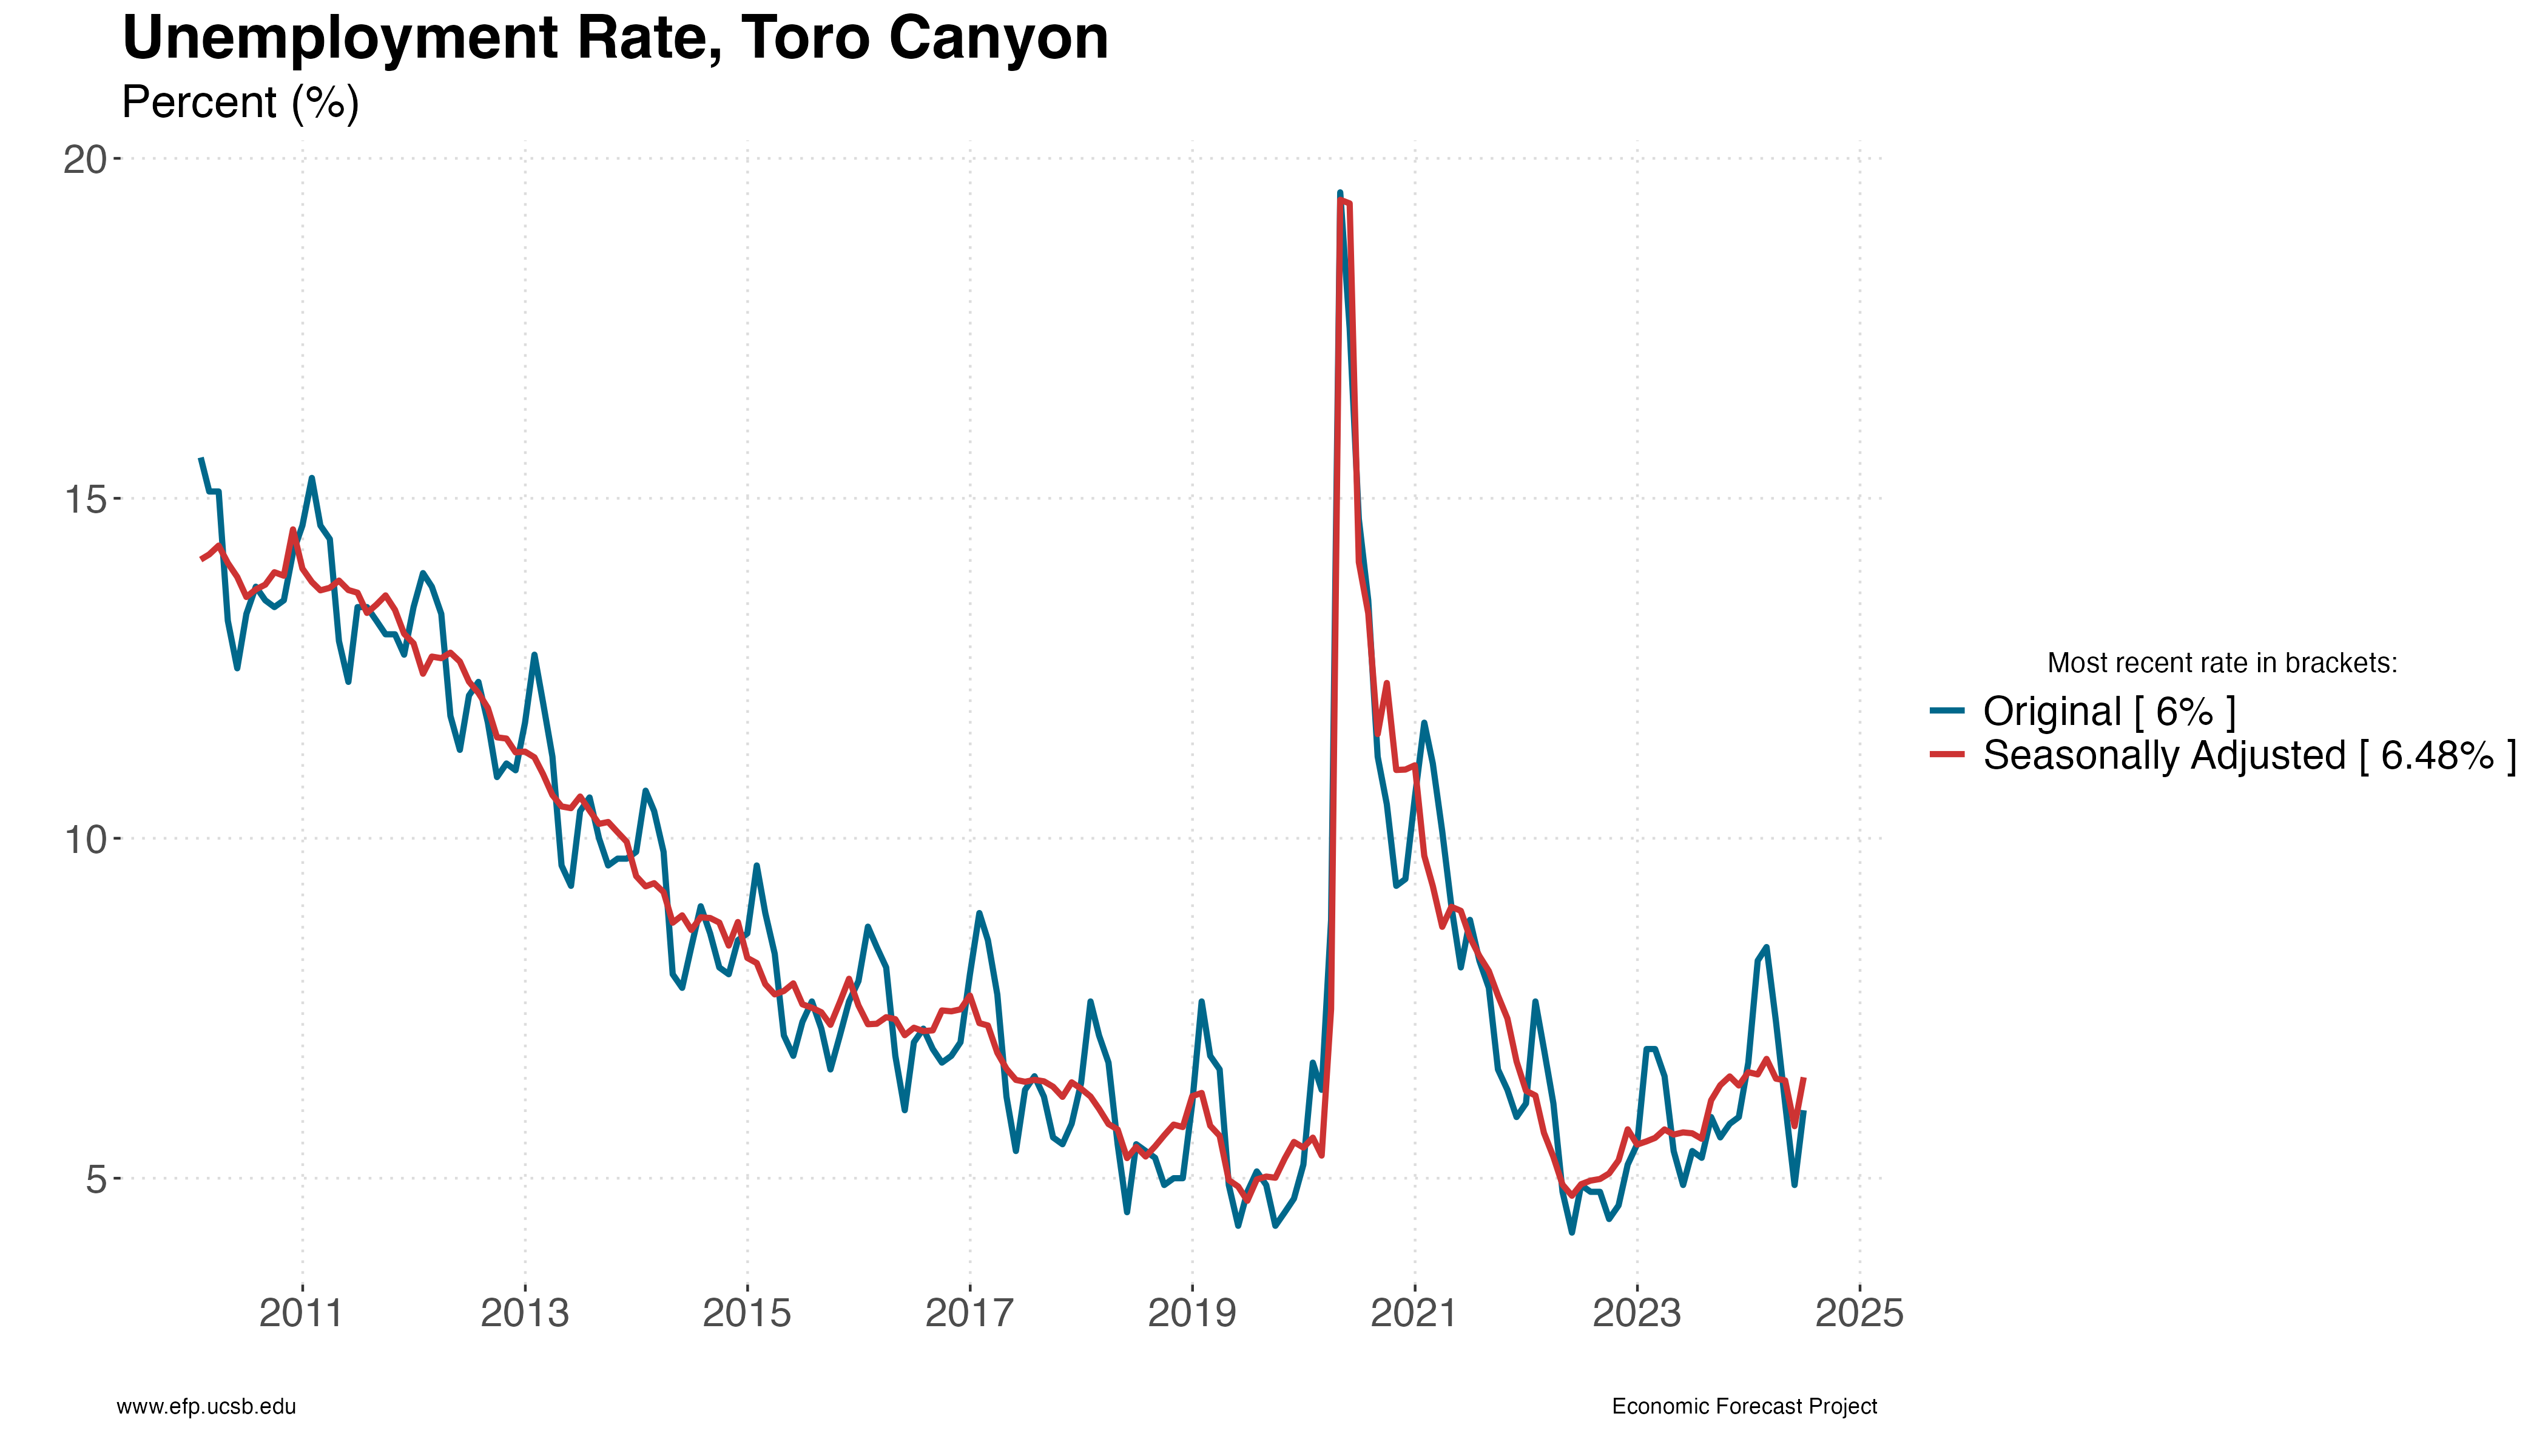 Unemployment Rate, Toro Canyon
Percent (%)
20
15
10
5
2011 2013 2015 2017 2019 2021 2023 2025
Most recent rate in brackets:
Original [ 6% ]
Seasonally Adjusted [ 6.48% ]
www.efp.ucsb.edu
Economic Forecast Project